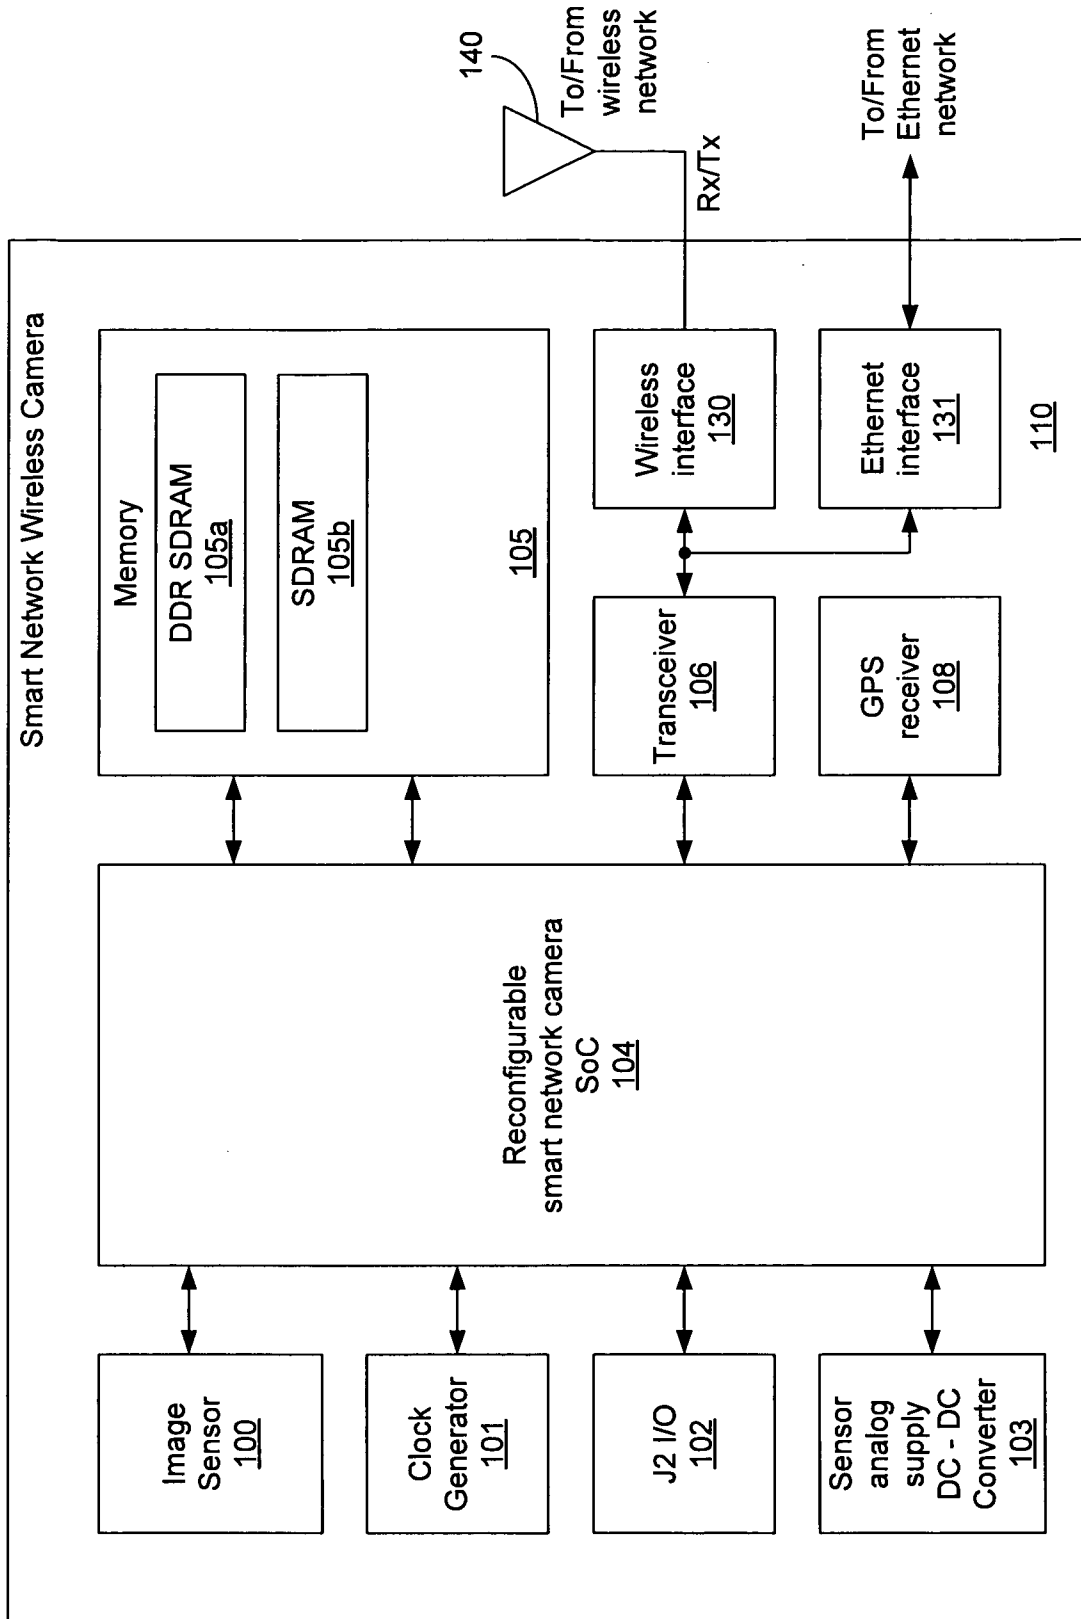 Smart Network Wireless Camera
Image
Sensor
100
Clock
Generator
101
J2 I/O
102
Sensor
analog
supply
DC - DC
Converter
103
Reconfigurable
smart network camera
SoC
104
Memory
DDR SDRAM
105a
SDRAM
105b
105
Transceiver
106
GPS
receiver
108
Wireless
interface
130
Ethernet
interface
131
110
140
To/From
wireless
network
Rx/Tx
To/From
Ethernet
network